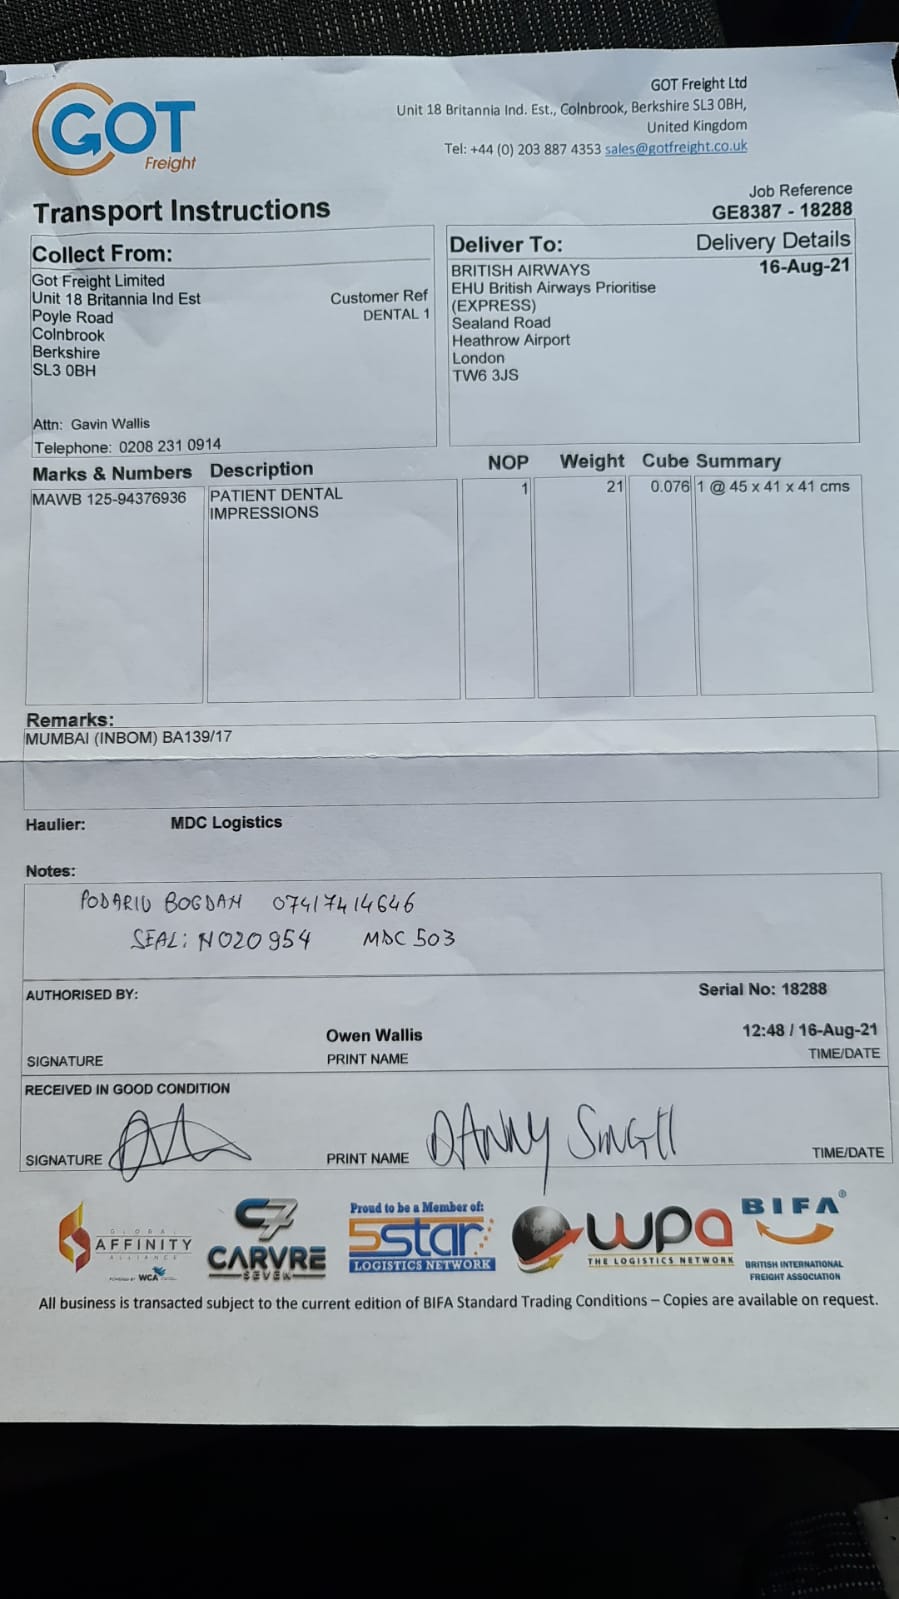 GOT
Freight
GOT Freight Ltd
Unit 18 Britannia Ind. Est., Colnbrook, Berkshire SL3 0BH,
United Kingdom
Tel: +44 (0) 203 887 4353 sales@gotfreight.co.uk
Job Reference
GE8387 - 18288
Transport Instructions
Collect From:
Got Freight Limited
Unit 18 Britannia Ind Est
Poyle Road
Colnbrook
Berkshire
SL3 0BH
Customer Ref
DENTAL 1
Attn: Gavin Wallis
Telephone: 0208 231 0914
Deliver To:
Delivery Details
16-Aug-21
BRITISH AIRWAYS
EHU British Airways Prioritise
(EXPRESS)
Sealand Road
Heathrow Airport
London
TW6 3JS
Marks & Numbers Description NOP Weight Cube Summary
MAWB 125-94376936 PATIENT DENTAL 1 21 0.076 1 @ 45 x 41 x 41 cms
IMPRESSIONS
Remarks:
MUMBAI (INBOM) BA139/17
Haulier: MDC Logistics
Notes:
PODARIU BOGDAN 07417414646
SEAL: N020954 MDC 503
AUTHORISED BY: Serial No: 18288
Owen Wallis 12:48 / 16-Aug-21
SIGNATURE PRINT NAME TIME/DATE
RECEIVED IN GOOD CONDITION
SIGNATURE PRINT NAME DANNY SINGH TIME/DATE
GLOBAL
AFFINITY
ALLIANCE
POWERED BY WCA
C7
CARVRE
SEVEN
Proud to be a Member of:
5star
LOGISTICS NETWORK
wpa
THE LOGISTICS NETWORK
BIFA®
BRITISH INTERNATIONAL
FREIGHT ASSOCIATION
All business is transacted subject to the current edition of BIFA Standard Trading Conditions – Copies are available on request.